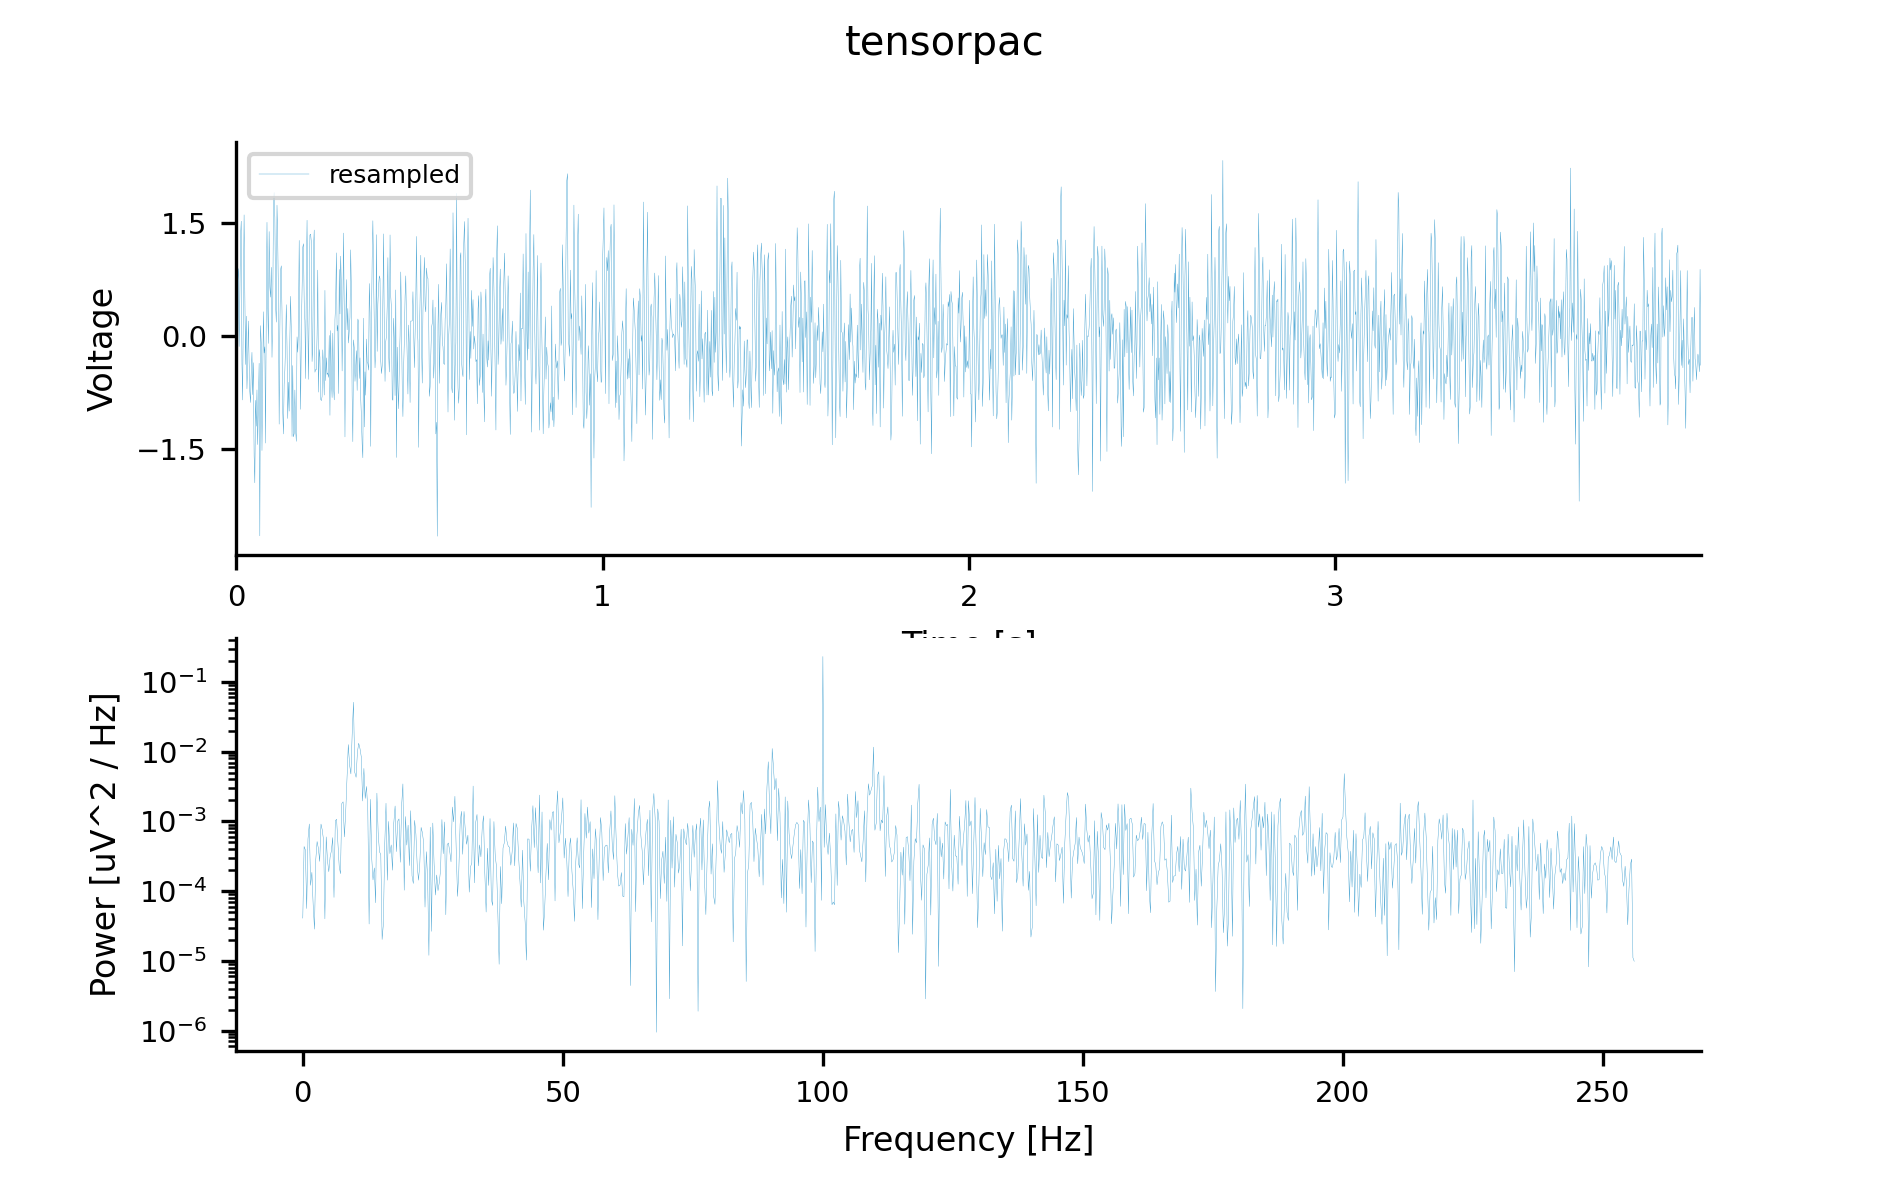 tensorpac
resampled
Voltage
1.5
0.0
−1.5
0 1 2 3
Time [s]
Power [uV^2 / Hz]
10⁻¹
10⁻²
10⁻³
10⁻⁴
10⁻⁵
10⁻⁶
0 50 100 150 200 250
Frequency [Hz]